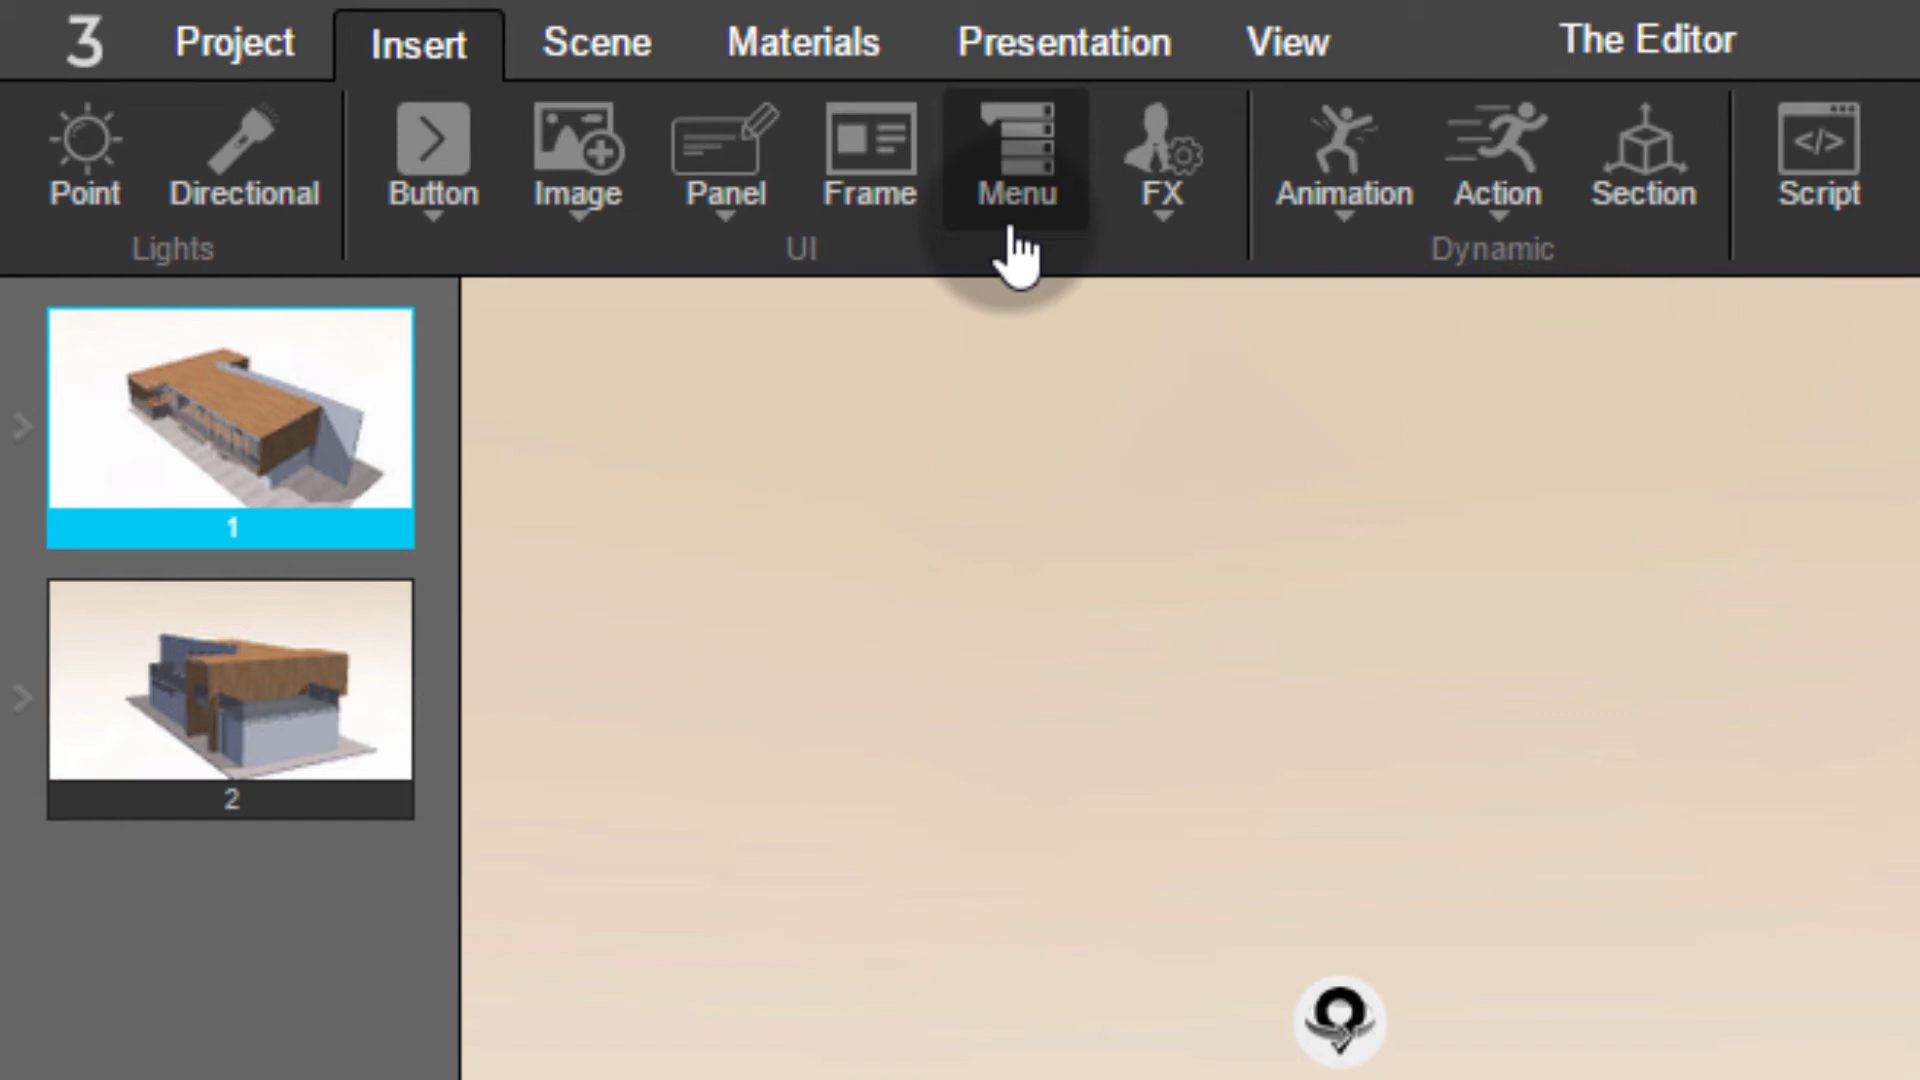 3 Project Insert Scene Materials Presentation View The Editor
Point Directional Button Image Panel Frame Menu FX Animation Action Section </> Script
Lights UI Dynamic
1
2